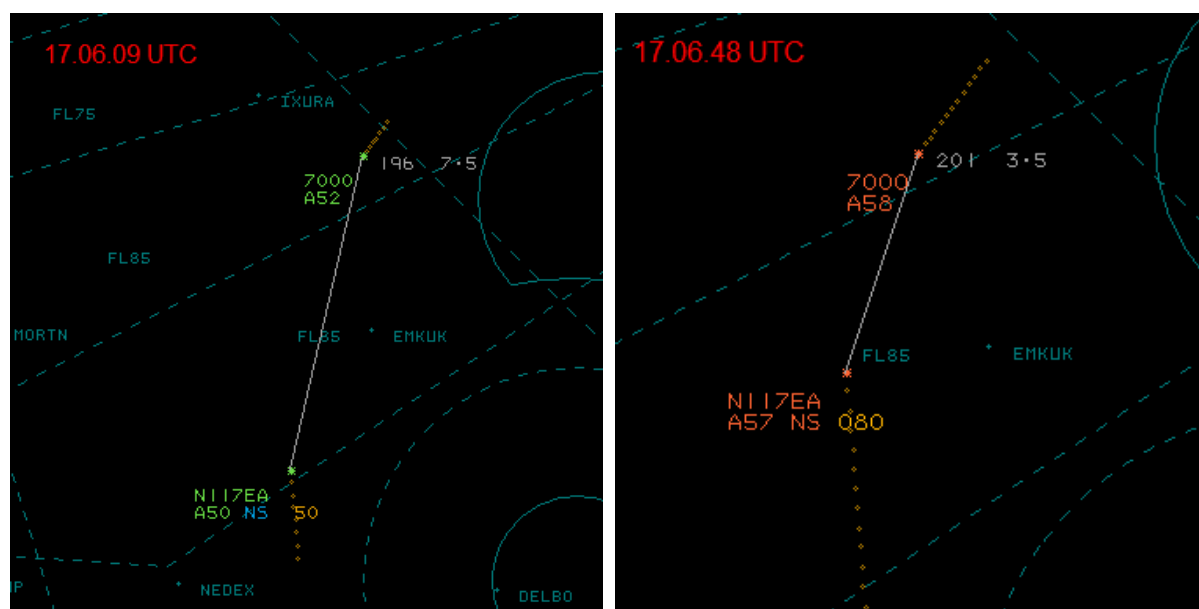 17.06.09 UTC
IXURA
FL75
196 7·5
7000
A52
FL85
MORTN
FL85
EMKUK
N117EA
A50 NS 50
NEDEX
DELBO
17.06.48 UTC
201 3·5
7000
A58
FL85
EMKUK
N117EA
A57 NS 080